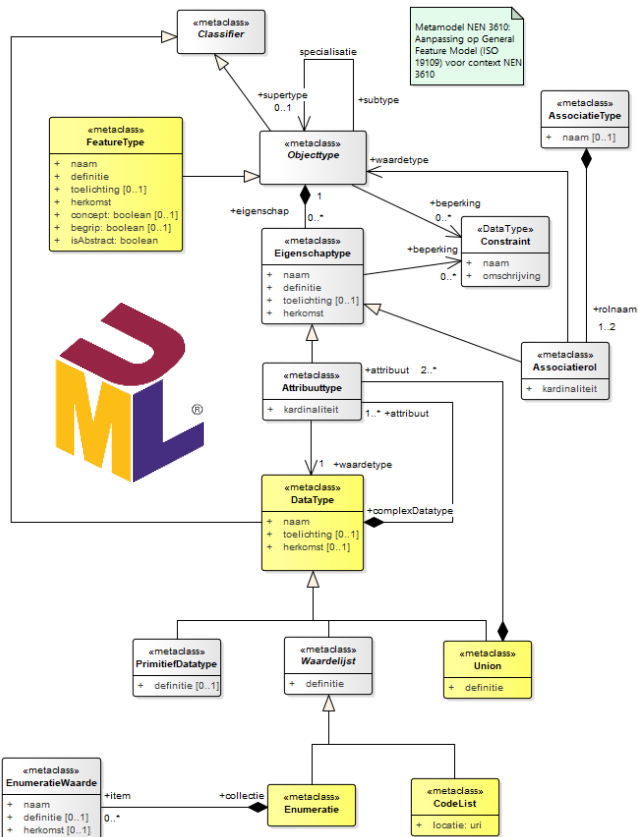 «metaclass»
Classifier
Metamodel NEN 3610:
Aanpassing op General
Feature Model (ISO
19109) voor context NEN
3610
specialisatie
+supertype
0..1
+subtype
«metaclass»
AssociatieType
+ naam [0..1]
«metaclass»
FeatureType
+ naam
+ definitie
+ toelichting [0..1]
+ herkomst
+ concept: boolean [0..1]
+ begrip: boolean [0..1]
+ isAbstract: boolean
«metaclass»
Objecttype
+waardetype
1
+eigenschap
0..*
+beperking
0..*
«DataType»
Constraint
+ naam
+ omschrijving
«metaclass»
Eigenschaptype
+ naam
+ definitie
+ toelichting [0..1]
+ herkomst
+beperking
0..*
+rolnaam
1..2
«metaclass»
Associatierol
+ kardinaliteit
UML
®
«metaclass»
Attribuuttype
+ kardinaliteit
+attribuut 2..*
1..* +attribuut
1 +waardetype
«metaclass»
DataType
+ naam
+ toelichting [0..1]
+ herkomst [0..1]
+complexDatatype
«metaclass»
PrimitiefDatatype
+ definitie [0..1]
«metaclass»
Waardelijst
+ definitie
«metaclass»
Union
+ definitie
«metaclass»
EnumeratieWaarde
+ naam
+ definitie [0..1]
+ herkomst [0..1]
+item
0..*
+collectie
«metaclass»
Enumeratie
«metaclass»
CodeList
+ locatie: uri